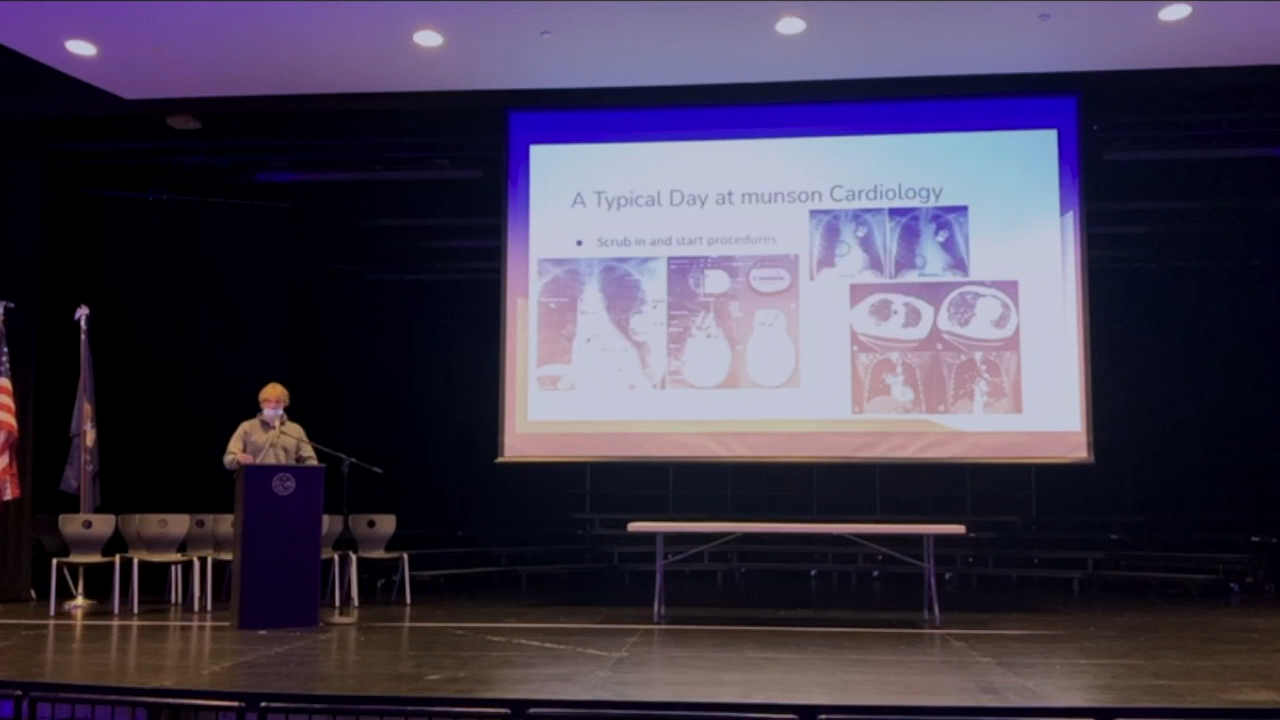 A Typical Day at munson Cardiology
Scrub in and start procedures